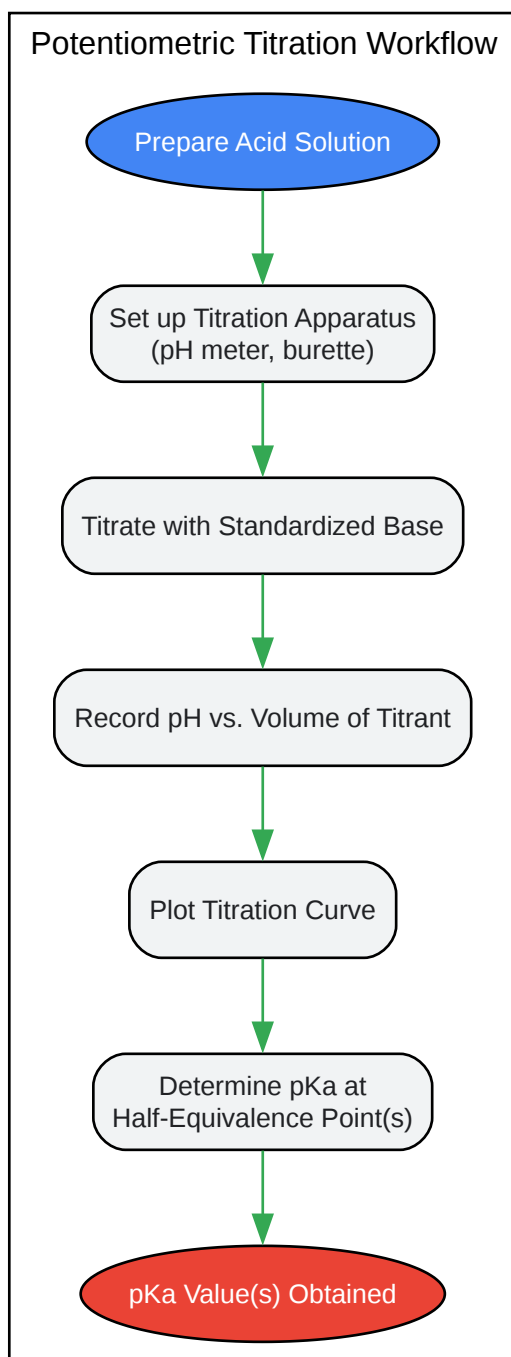 Potentiometric Titration Workflow
Prepare Acid Solution
Set up Titration Apparatus
(pH meter, burette)
Titrate with Standardized Base
Record pH vs. Volume of Titrant
Plot Titration Curve
Determine pKa at
Half-Equivalence Point(s)
pKa Value(s) Obtained